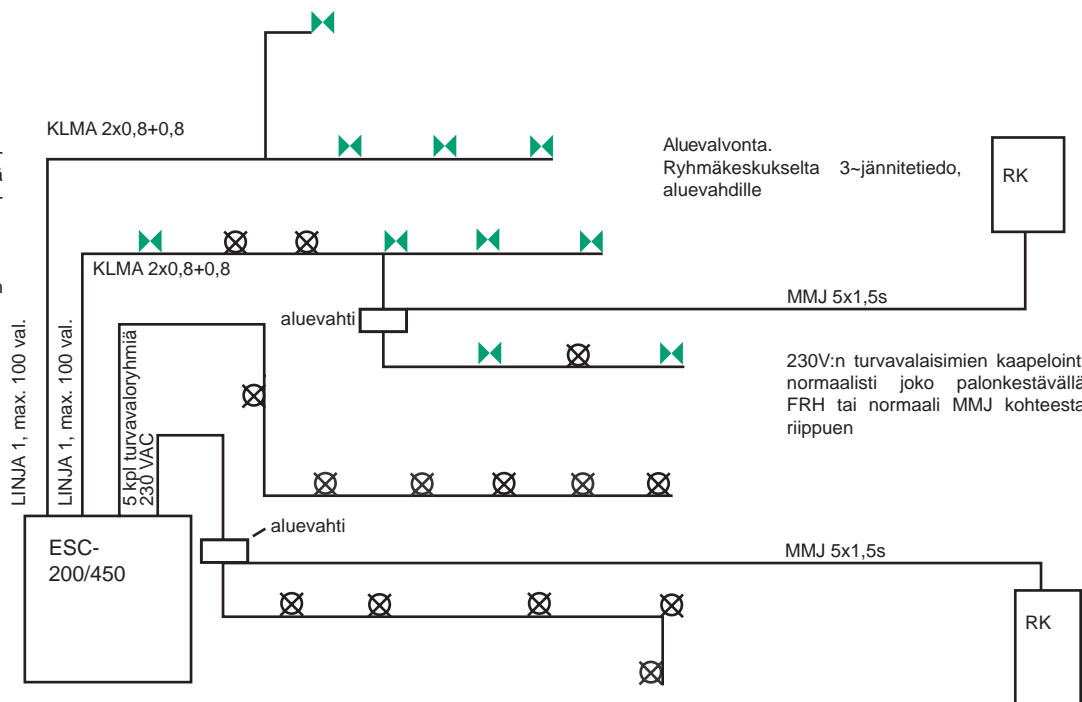 KLMA 2x0,8+0,8
Aluevalvonta.
Ryhmäkeskukselta 3~jännitetiedo,
aluevahdille
RK
KLMA 2x0,8+0,8
aluevahti
MMJ 5x1,5s
230V:n turvavalaisimien kaapeloint
normaalisti joko palonkestävällä
FRH tai normaali MMJ kohteesta
riippuen
LINJA 1, max. 100 val.
LINJA 1, max. 100 val.
5 kpl turvavaloryhmiä
230 VAC
aluevahti
ESC-
200/450
MMJ 5x1,5s
RK